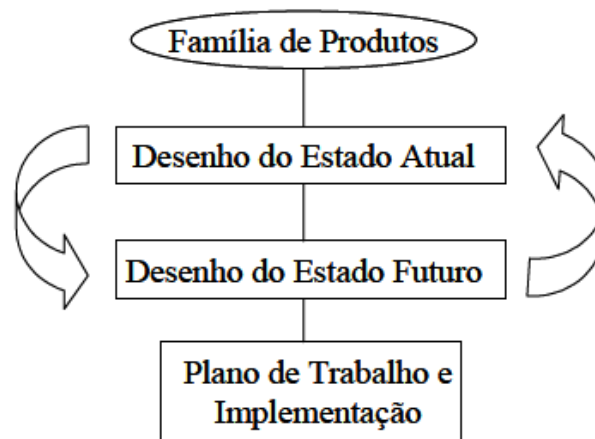 Família de Produtos
Desenho do Estado Atual
Desenho do Estado Futuro
Plano de Trabalho e
Implementação